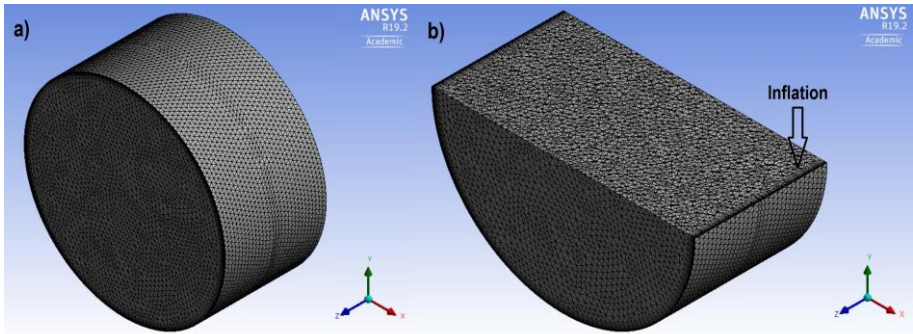 a)
ANSYS
R19.2
Academic
Y
Z
X
b)
ANSYS
R19.2
Academic
Inflation
Y
Z
X